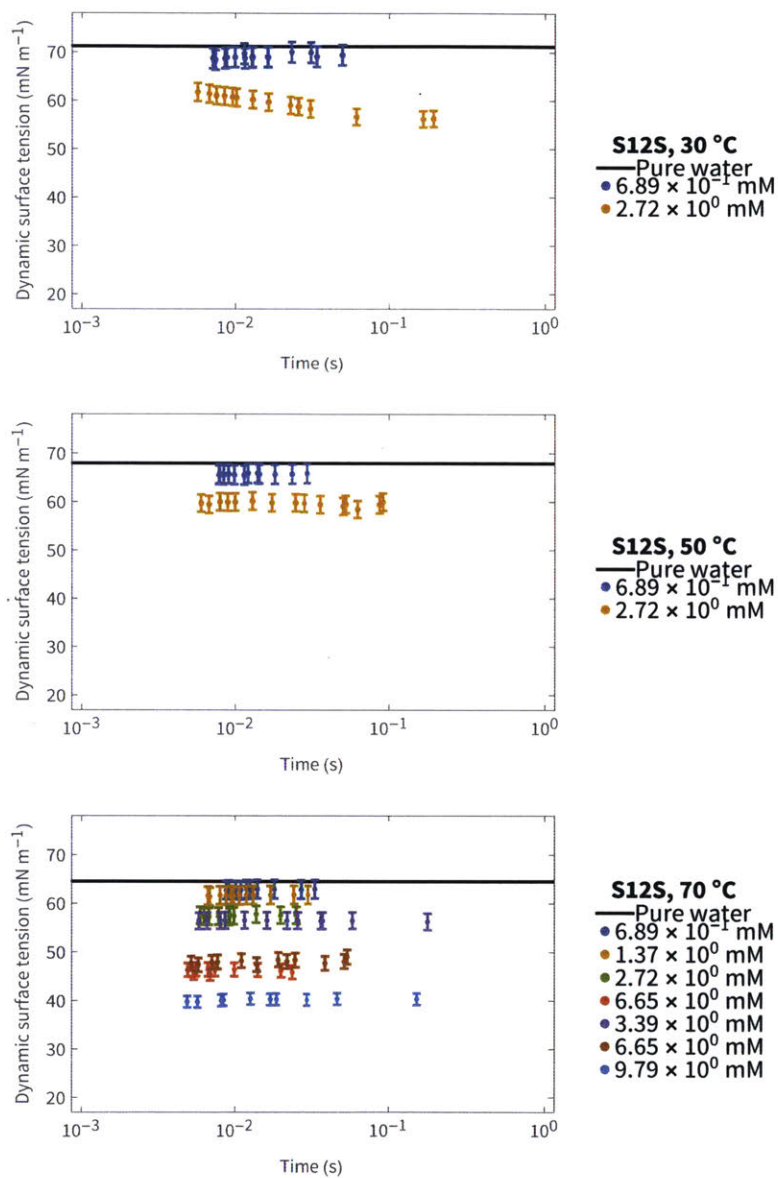 Dynamic surface tension (mN m⁻¹)
70
60
50
40
30
20
10⁻³
10⁻²
10⁻¹
10⁰
Time (s)
S12S, 30 °C
Pure water
6.89 × 10⁻¹ mM
2.72 × 10⁰ mM
Dynamic surface tension (mN m⁻¹)
70
60
50
40
30
20
10⁻³
10⁻²
10⁻¹
10⁰
Time (s)
S12S, 50 °C
Pure water
6.89 × 10⁻¹ mM
2.72 × 10⁰ mM
Dynamic surface tension (mN m⁻¹)
70
60
50
40
30
20
10⁻³
10⁻²
10⁻¹
10⁰
Time (s)
S12S, 70 °C
Pure water
6.89 × 10⁻¹ mM
1.37 × 10⁰ mM
2.72 × 10⁰ mM
6.65 × 10⁰ mM
3.39 × 10⁰ mM
6.65 × 10⁰ mM
9.79 × 10⁰ mM